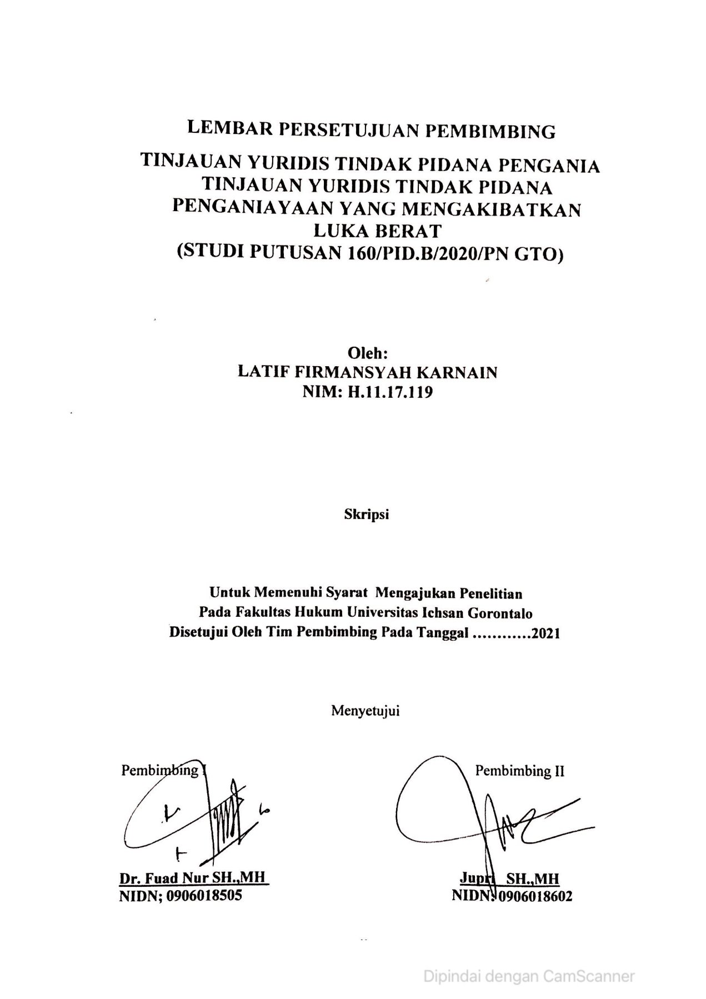 LEMBAR PERSETUJUAN PEMBIMBING
TINJAUAN YURIDIS TINDAK PIDANA PENGANIA
TINJAUAN YURIDIS TINDAK PIDANA
PENGANIAYAAN YANG MENGAKIBATKAN
LUKA BERAT
(STUDI PUTUSAN 160/PID.B/2020/PN GTO)
Oleh:
LATIF FIRMANSYAH KARNAIN
NIM: H.11.17.119
Skripsi
Untuk Memenuhi Syarat Mengajukan Penelitian
Pada Fakultas Hukum Universitas Ichsan Gorontalo
Disetujui Oleh Tim Pembimbing Pada Tanggal ............2021
Menyetujui
Pembimbing I Pembimbing II
Dr. Fuad Nur SH.,MH Jupri SH.,MH
NIDN; 0906018505 NIDN: 0906018602
Dipindai dengan CamScanner